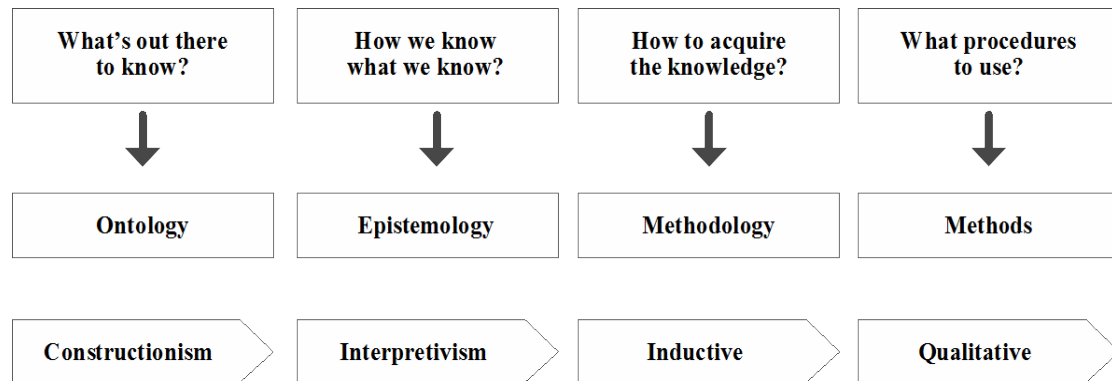 What’s out there
to know?
How we know
what we know?
How to acquire
the knowledge?
What procedures
to use?
Ontology
Epistemology
Methodology
Methods
Constructionism
Interpretivism
Inductive
Qualitative